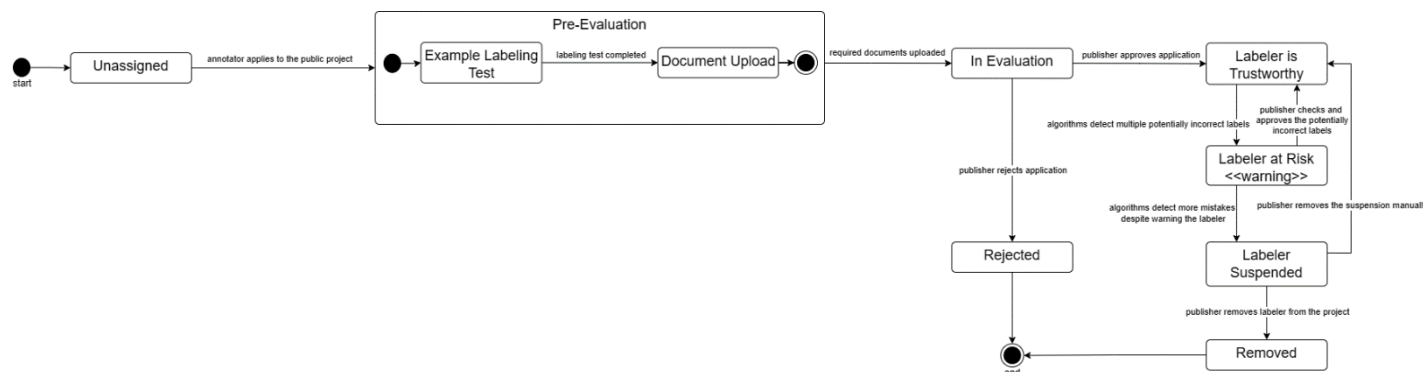 Pre-Evaluation
start
Unassigned
annotator applies to the public project
Example Labeling
Test
labeling test completed
Document Upload
required documents uploaded
In Evaluation
publisher approves application
Labeler is
Trustworthy
algorithms detect multiple potentially incorrect labels
publisher checks and
approves the potentially
incorrect labels
publisher rejects application
Labeler at Risk
<<warning>>
algorithms detect more mistakes
despite warning the labeler
publisher removes the suspension manuall
Rejected
Labeler
Suspended
publisher removes labeler from the project
Removed
end